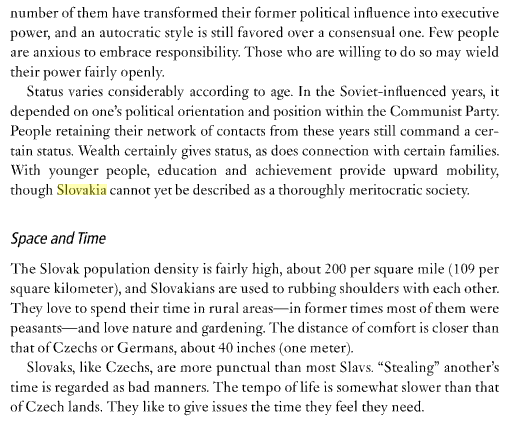 number of them have transformed their former political influence into executive
power, and an autocratic style is still favored over a consensual one. Few people
are anxious to embrace responsibility. Those who are willing to do so may wield
their power fairly openly.
Status varies considerably according to age. In the Soviet-influenced years, it
depended on one's political orientation and position within the Communist Party.
People retaining their network of contacts from these years still command a cer-
tain status. Wealth certainly gives status, as does connection with certain families.
With younger people, education and achievement provide upward mobility,
though Slovakia cannot yet be described as a thoroughly meritocratic society.
Space and Time
The Slovak population density is fairly high, about 200 per square mile (109 per
square kilometer), and Slovakians are used to rubbing shoulders with each other.
They love to spend their time in rural areas—in former times most of them were
peasants—and love nature and gardening. The distance of comfort is closer than
that of Czechs or Germans, about 40 inches (one meter).
Slovaks, like Czechs, are more punctual than most Slavs. “Stealing” another's
time is regarded as bad manners. The tempo of life is somewhat slower than that
of Czech lands. They like to give issues the time they feel they need.